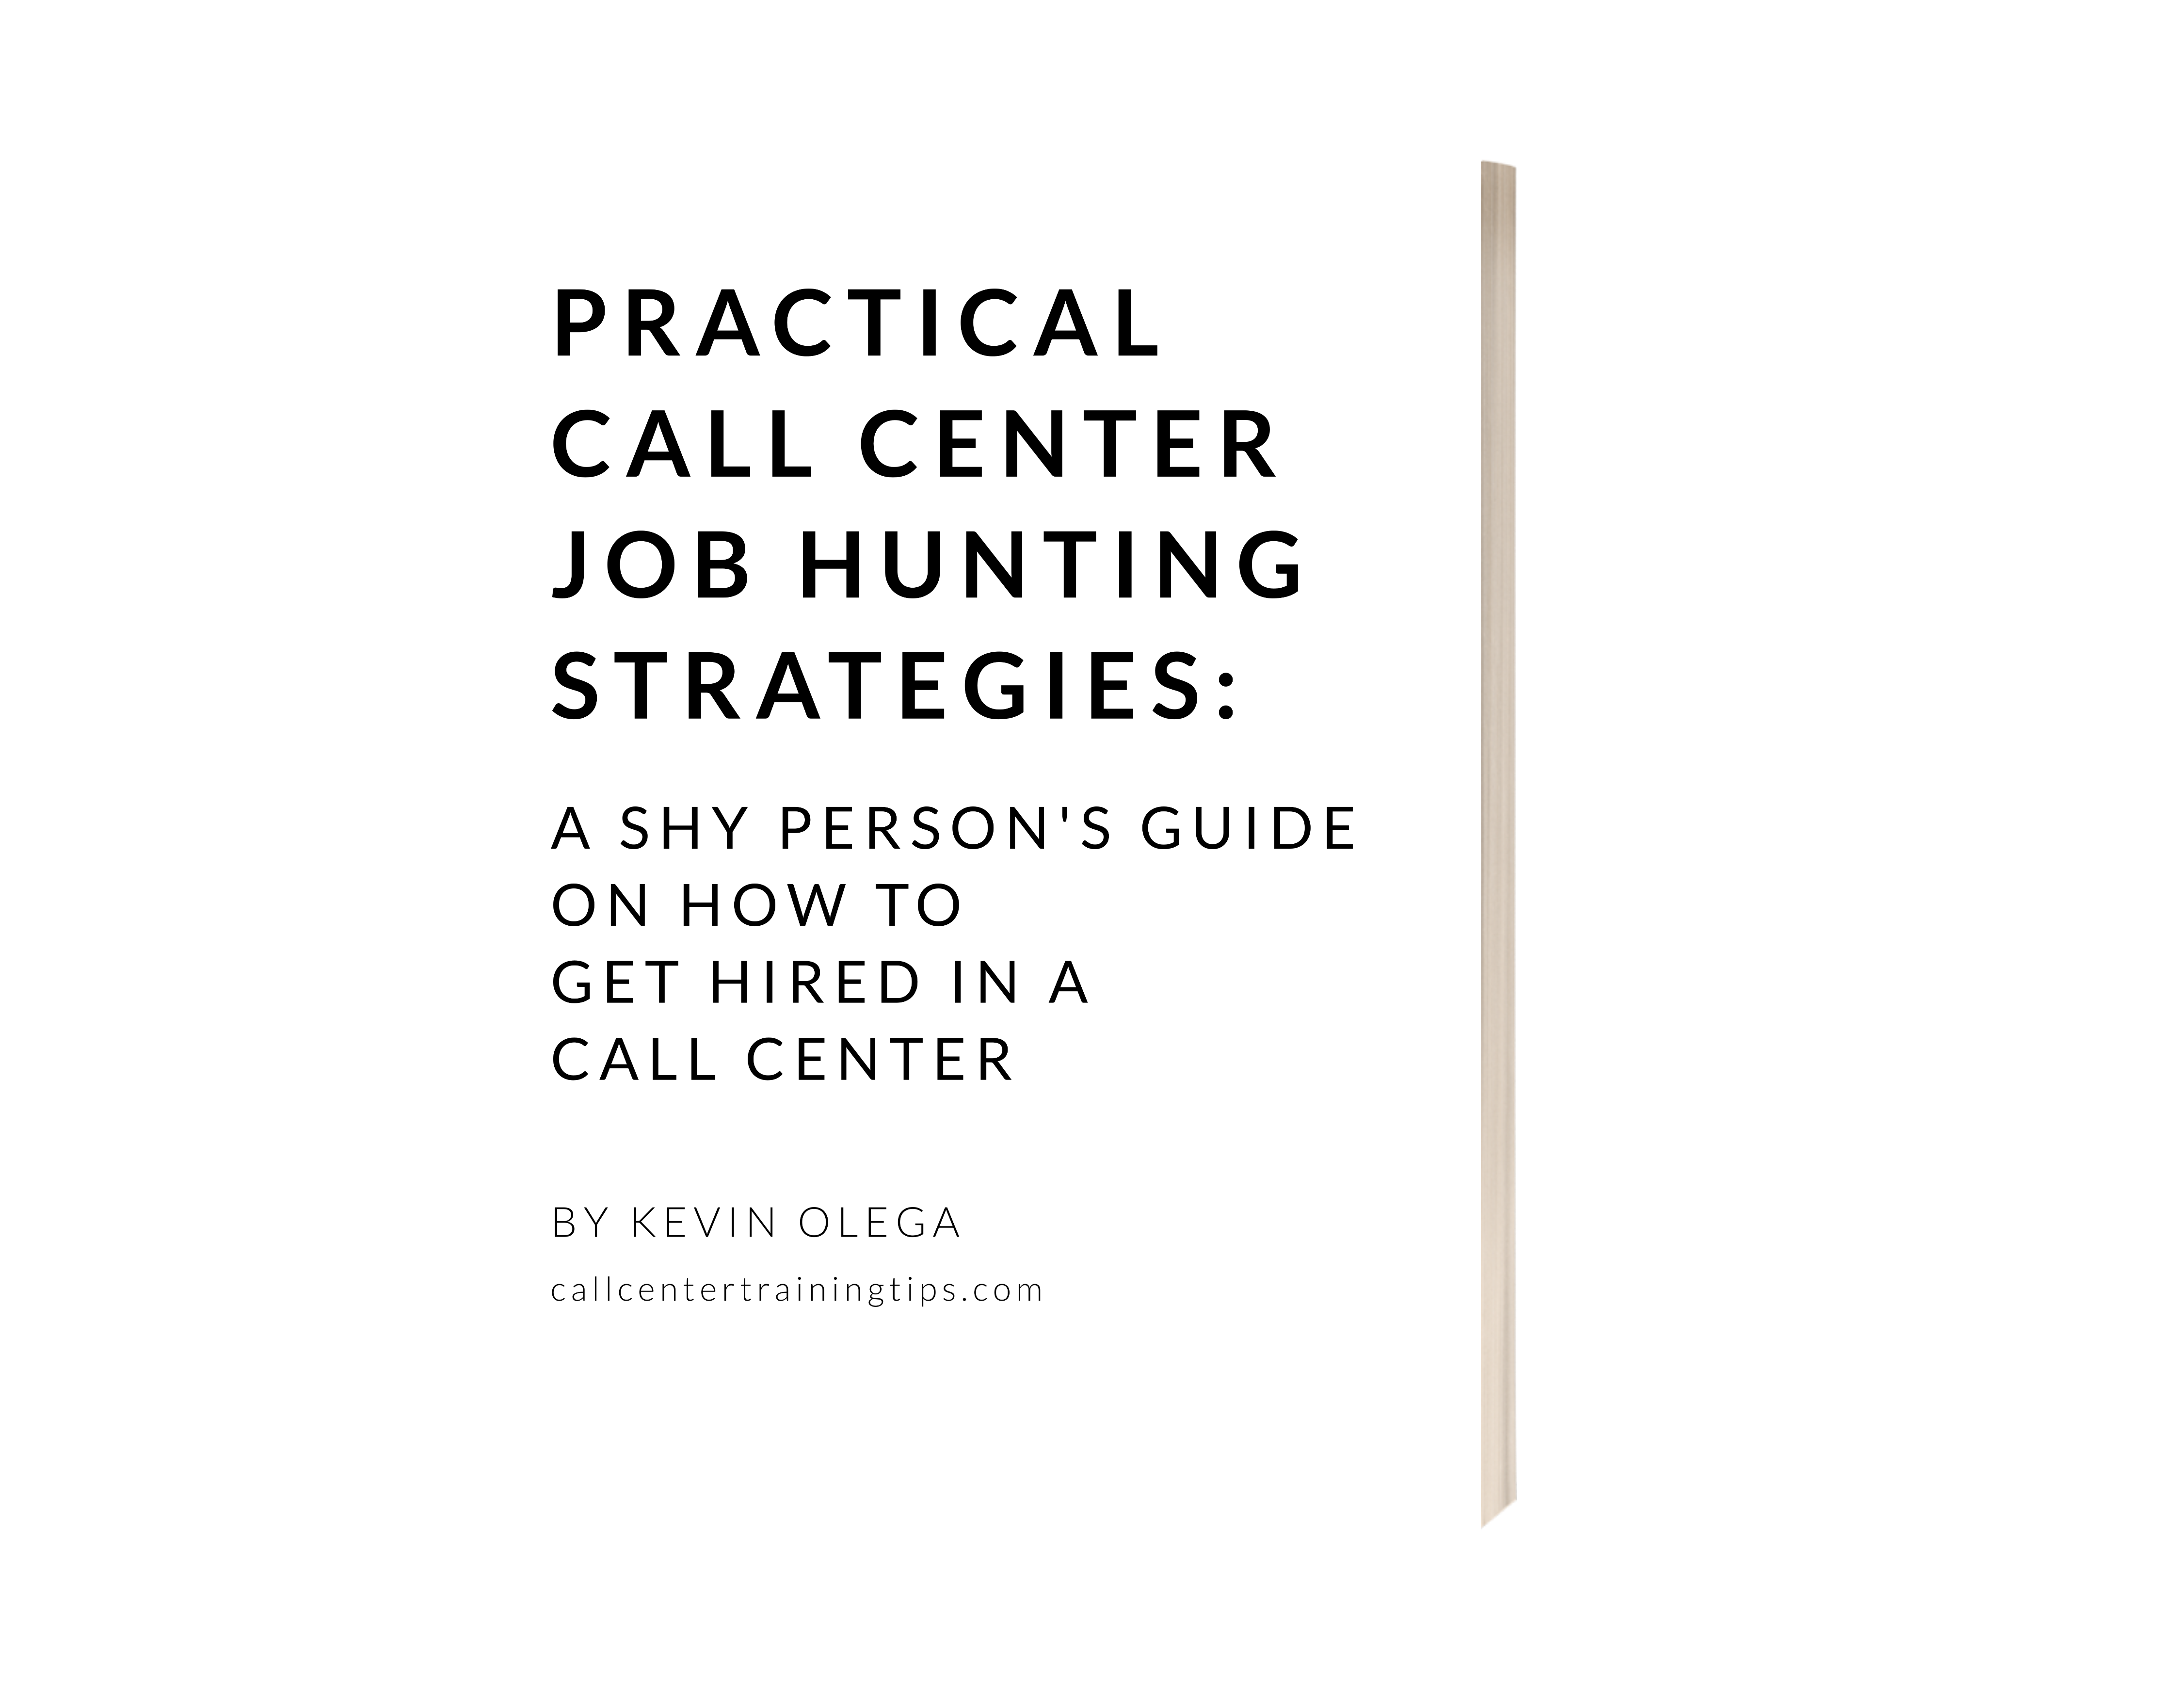 PRACTICAL
CALL CENTER
JOB HUNTING
STRATEGIES:
A SHY PERSON'S GUIDE
ON HOW TO
GET HIRED IN A
CALL CENTER
BY KEVIN OLEGA
callcentertrainingtips.com